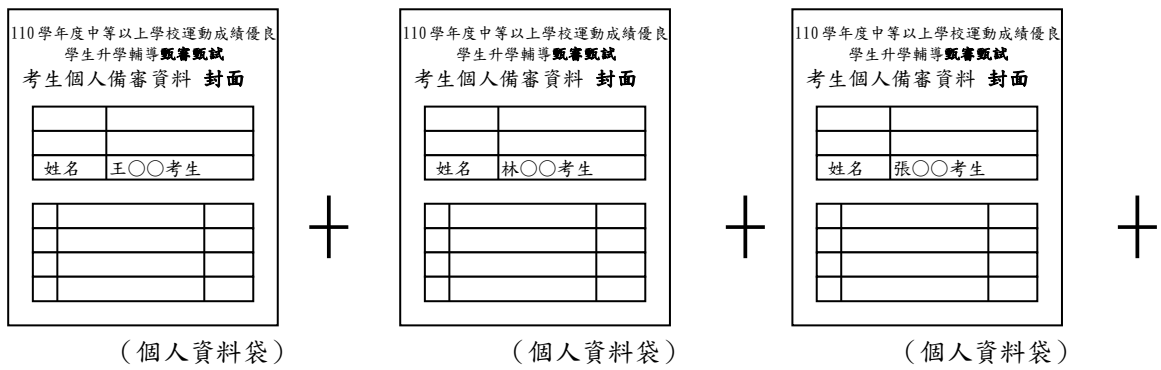 110學年度中等以上學校運動成績優良
學生升學輔導甄審甄試
考生個人備審資料 封面
姓名 王○○考生
(個人資料袋)
+
110學年度中等以上學校運動成績優良
學生升學輔導甄審甄試
考生個人備審資料 封面
姓名 林○○考生
(個人資料袋)
+
110學年度中等以上學校運動成績優良
學生升學輔導甄審甄試
考生個人備審資料 封面
姓名 張○○考生
(個人資料袋)
+